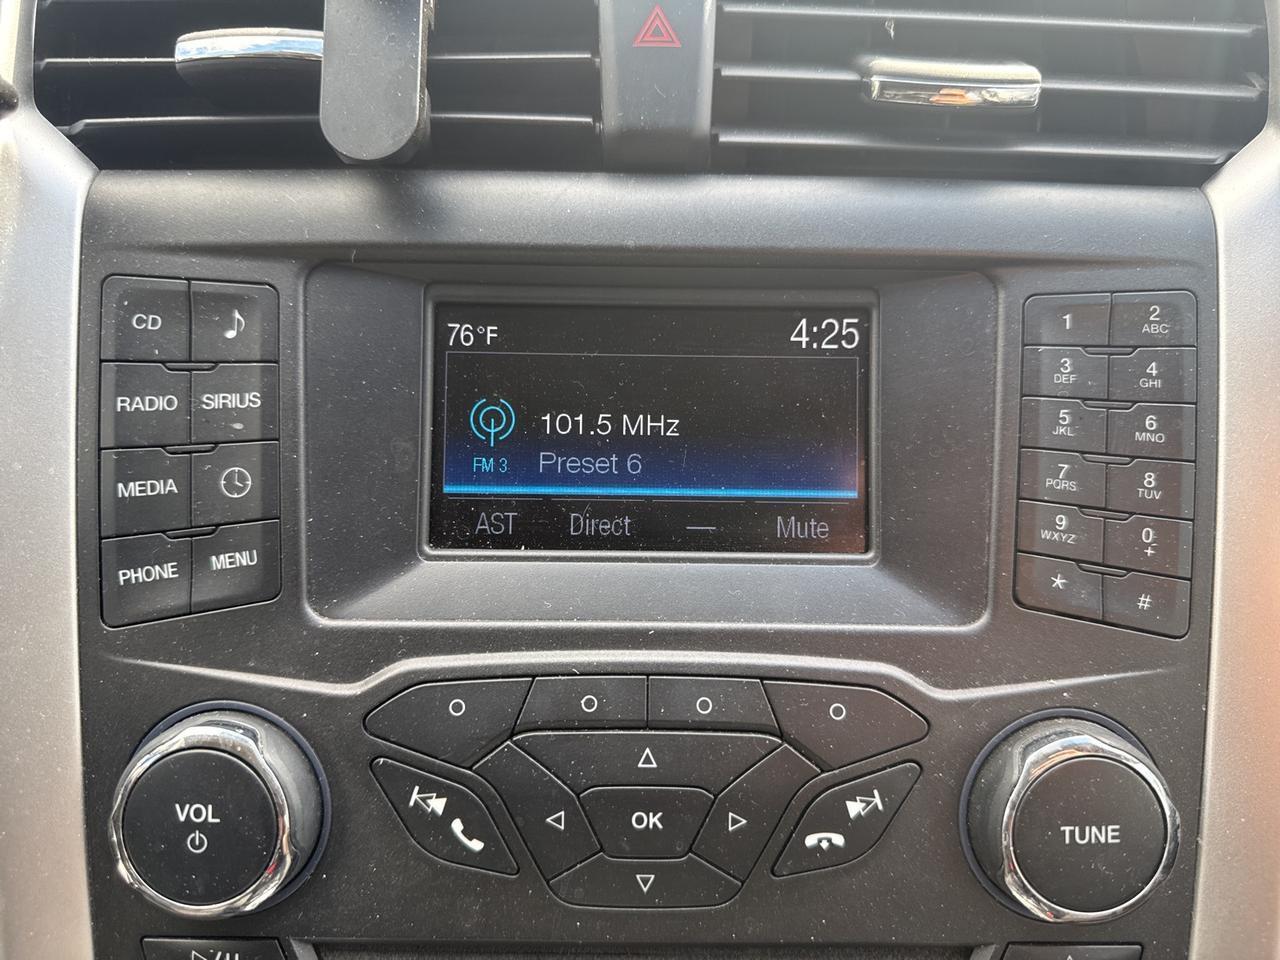 76°F 4:25
101.5 MHz
FM 3 Preset 6
AST Direct — Mute
CD
RADIO SIRIUS
MEDIA
PHONE MENU
1 2 ABC
3 DEF 4 GHI
5 JKL 6 MNO
7 PQRS 8 TUV
9 WXYZ 0 +
* #
VOL
OK
TUNE